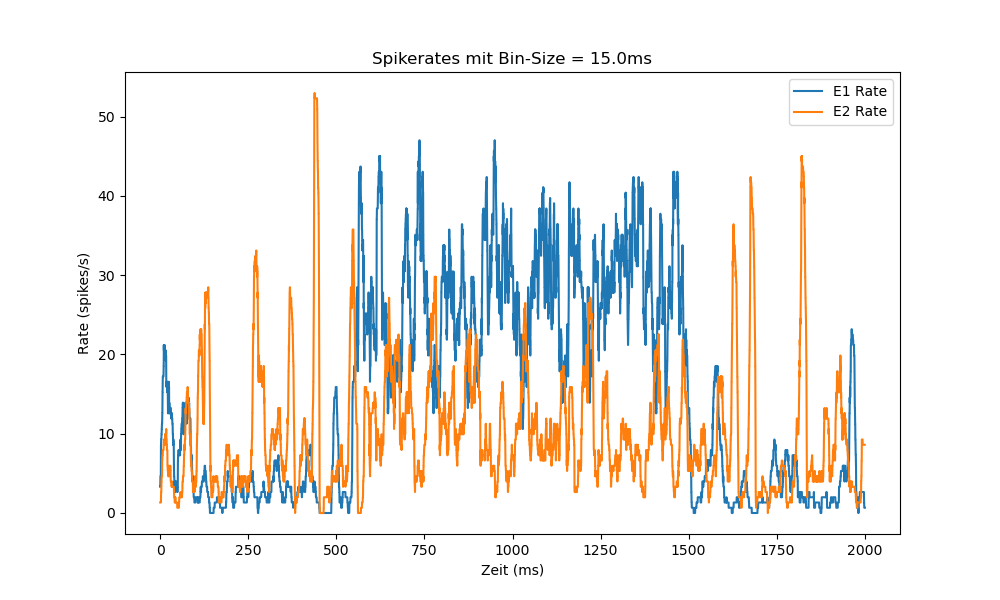 Spikerates mit Bin-Size = 15.0ms
E1 Rate
E2 Rate
Rate (spikes/s)
50
40
30
20
10
0
0 250 500 750 1000 1250 1500 1750 2000
Zeit (ms)